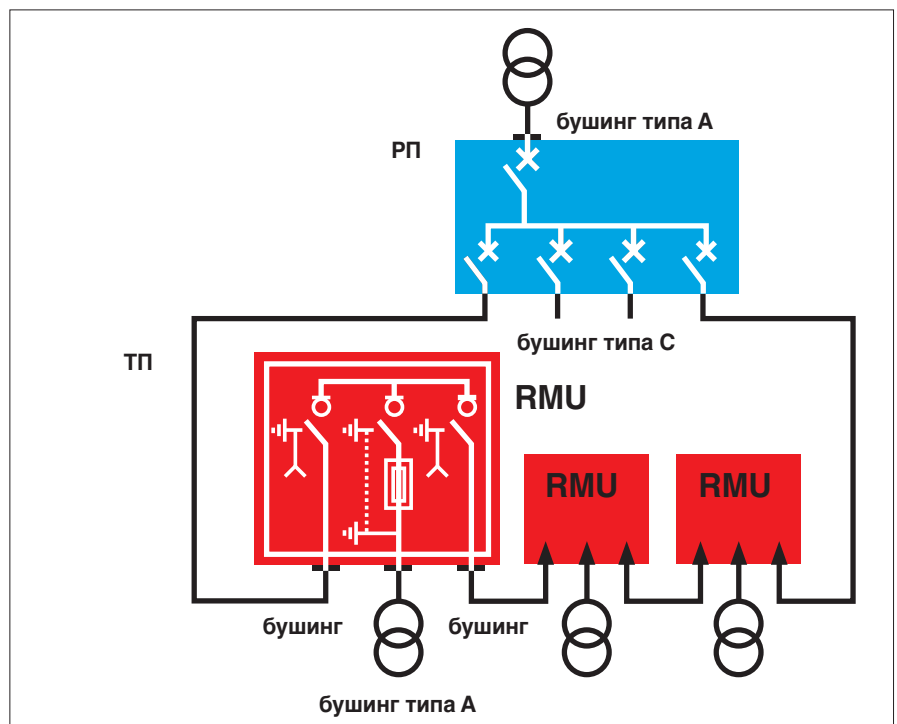 бушинг типа А
РП
бушинг типа С
ТП
RMU
RMU
RMU
бушинг
бушинг
бушинг типа А